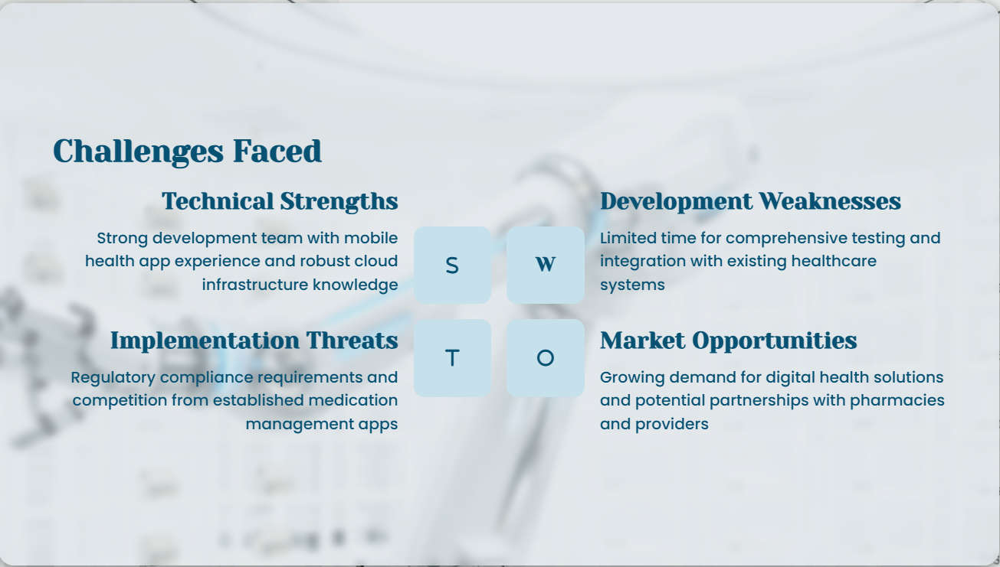 Challenges Faced
Technical Strengths
Strong development team with mobile
health app experience and robust cloud
infrastructure knowledge
S
W
Development Weaknesses
Limited time for comprehensive testing and
integration with existing healthcare
systems
Implementation Threats
Regulatory compliance requirements and
competition from established medication
management apps
T
O
Market Opportunities
Growing demand for digital health solutions
and potential partnerships with pharmacies
and providers